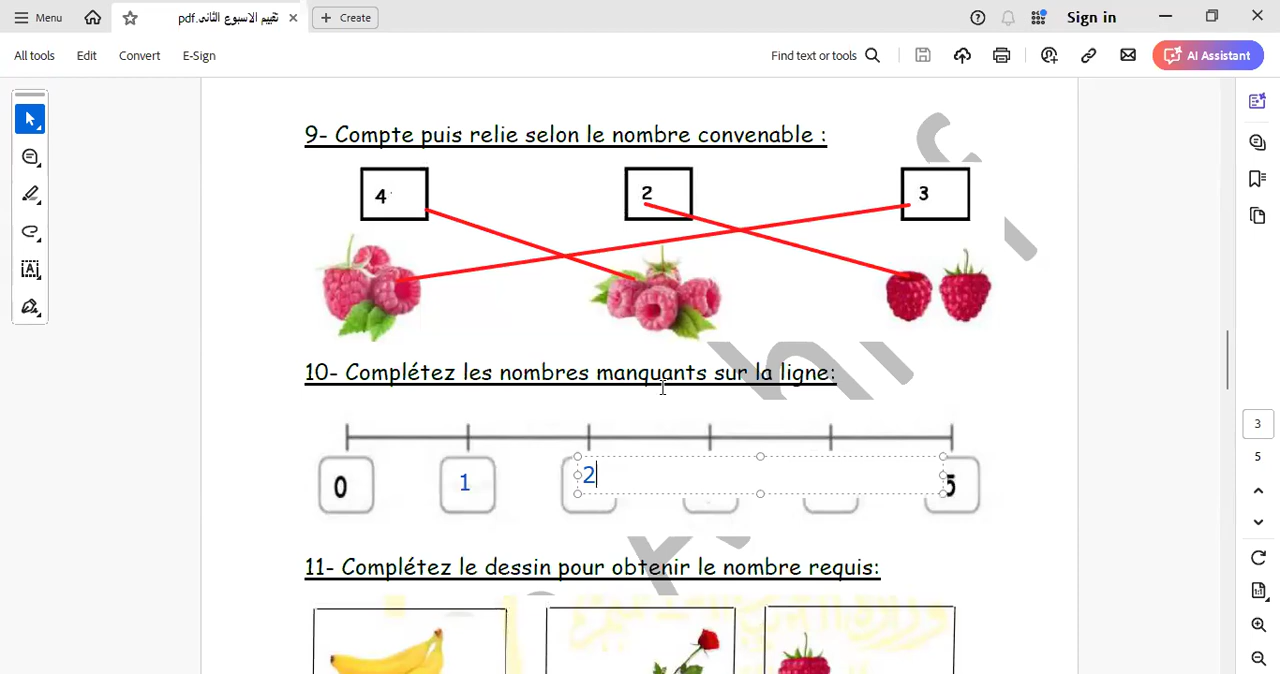 Menu
تقييم الاسبوع الثانى.pdf
Create
Sign in
All tools
Edit
Convert
E-Sign
Find text or tools
AI Assistant
9- Compte puis relie selon le nombre convenable :
4
2
3
10- Complétez les nombres manquants sur la ligne:
0
1
2
5
11- Complétez le dessin pour obtenir le nombre requis:
3
5